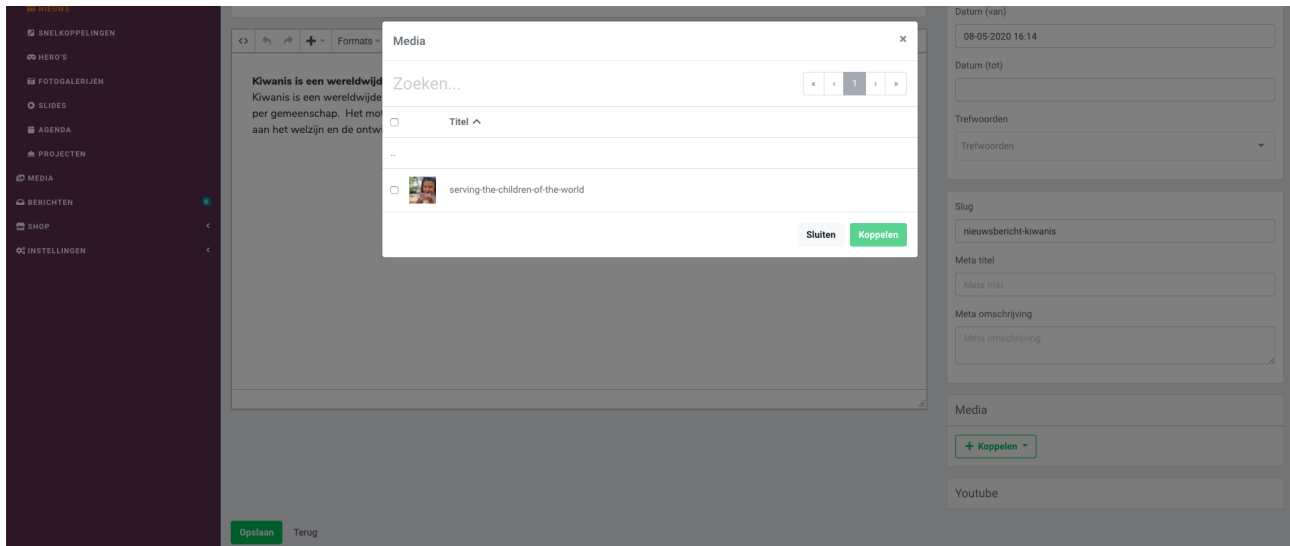 NIEUWS
SNELKOPPELINGEN
HERO'S
FOTOGALERIJEN
SLIDES
AGENDA
PROJECTEN
MEDIA
BERICHTEN
SHOP
INSTELLINGEN
Formats
Kiwanis is een wereldwijd
Kiwanis is een wereldwijde
per gemeenschap. Het mot
aan het welzijn en de ontwi
Opslaan
Terug
Media
×
Zoeken...
« ‹ 1 › »
Titel
..
serving-the-children-of-the-world
Sluiten
Koppelen
Datum (van)
08-05-2020 16:14
Datum (tot)
Trefwoorden
Trefwoorden
Slug
nieuwsbericht-kiwanis
Meta titel
Meta titel
Meta omschrijving
Meta omschrijving
Media
+ Koppelen
Youtube